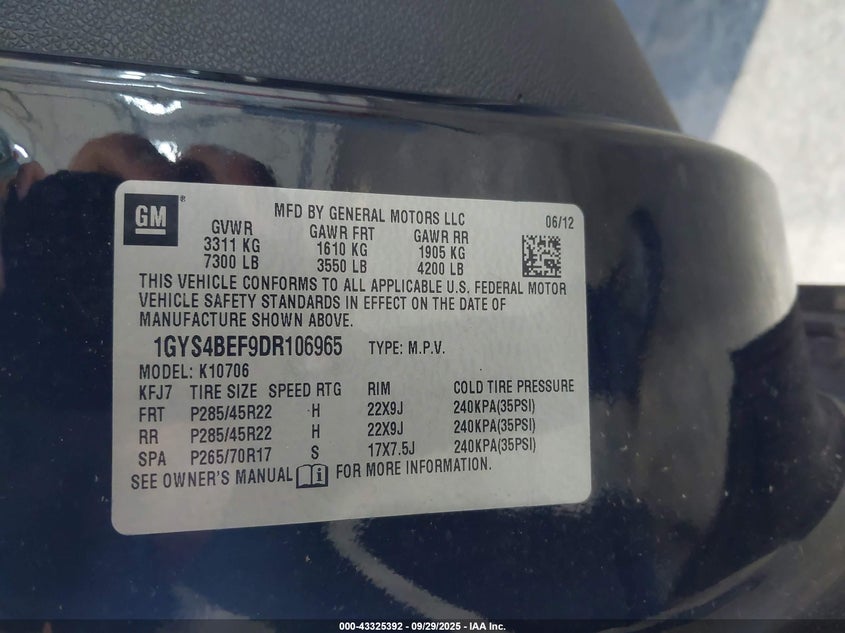 GM®
MFD BY GENERAL MOTORS LLC 06/12
GVWR GAWR FRT GAWR RR
3311 KG 1610 KG 1905 KG
7300 LB 3550 LB 4200 LB
THIS VEHICLE CONFORMS TO ALL APPLICABLE U.S. FEDERAL MOTOR
VEHICLE SAFETY STANDARDS IN EFFECT ON THE DATE OF
MANUFACTURE SHOWN ABOVE.
1GYS4BEF9DR106965 TYPE: M.P.V.
MODEL: K10706
KFJ7 TIRE SIZE SPEED RTG RIM COLD TIRE PRESSURE
FRT P285/45R22 H 22X9J 240KPA(35PSI)
RR P285/45R22 H 22X9J 240KPA(35PSI)
SPA P265/70R17 S 17X7.5J 240KPA(35PSI)
SEE OWNER'S MANUAL FOR MORE INFORMATION.
000-43325392 - 09/29/2025 - IAA Inc.